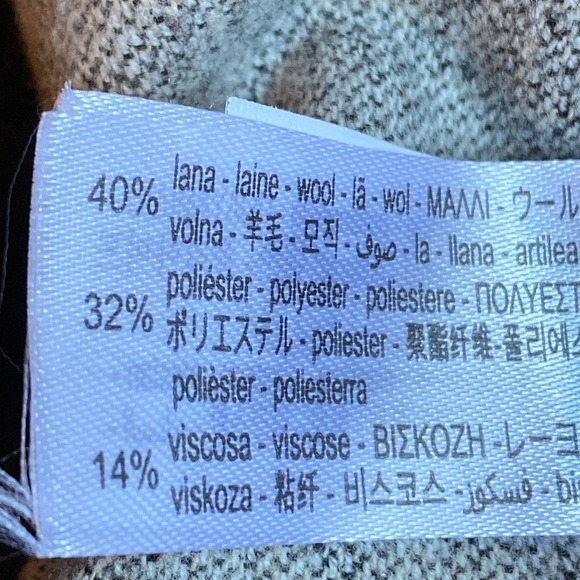 40% lana - laine - wool - lã - wol - ΜΑΛΛΙ - ウール
volna - 羊毛 - 모직 - صوف - la - llana - artilea
32% poliéster - polyester - poliestere - ΠΟΛΥΕΣΤ
ポリエステル - poliester - 聚酯纤维 - 폴리에스
polièster - poliesterra
14% viscosa - viscose - ΒΙΣΚΟΖΗ - レーヨ
viskoza - 粘纤 - 비스코스 - فسكوز - bi